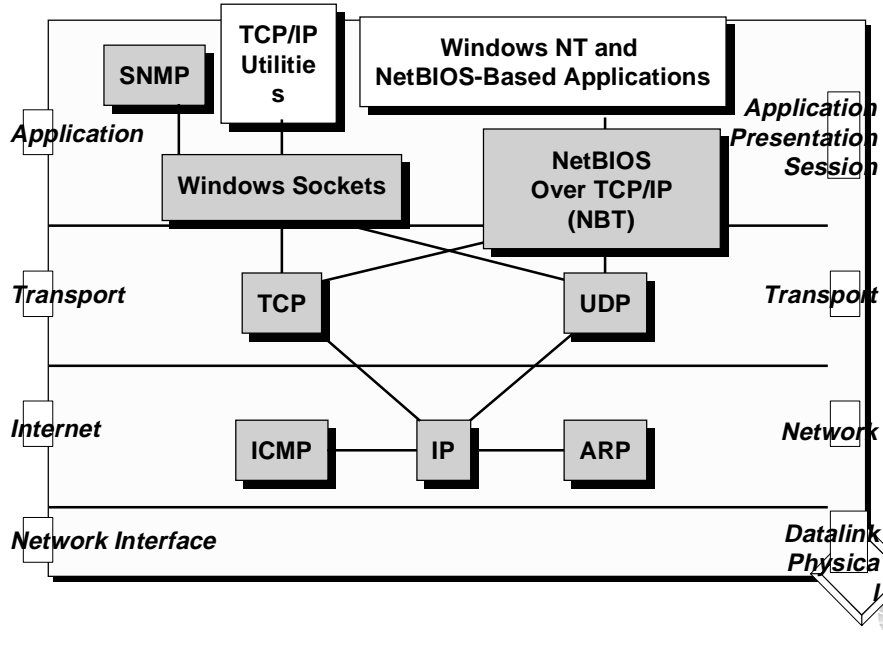 TCP/IP
Utilitie
s
Windows NT and
NetBIOS-Based Applications
SNMP
Application
Application
Presentation
Session
Windows Sockets
NetBIOS
Over TCP/IP
(NBT)
Transport
TCP
UDP
Transport
Internet
ICMP
IP
ARP
Network
Network Interface
Datalink
Physica